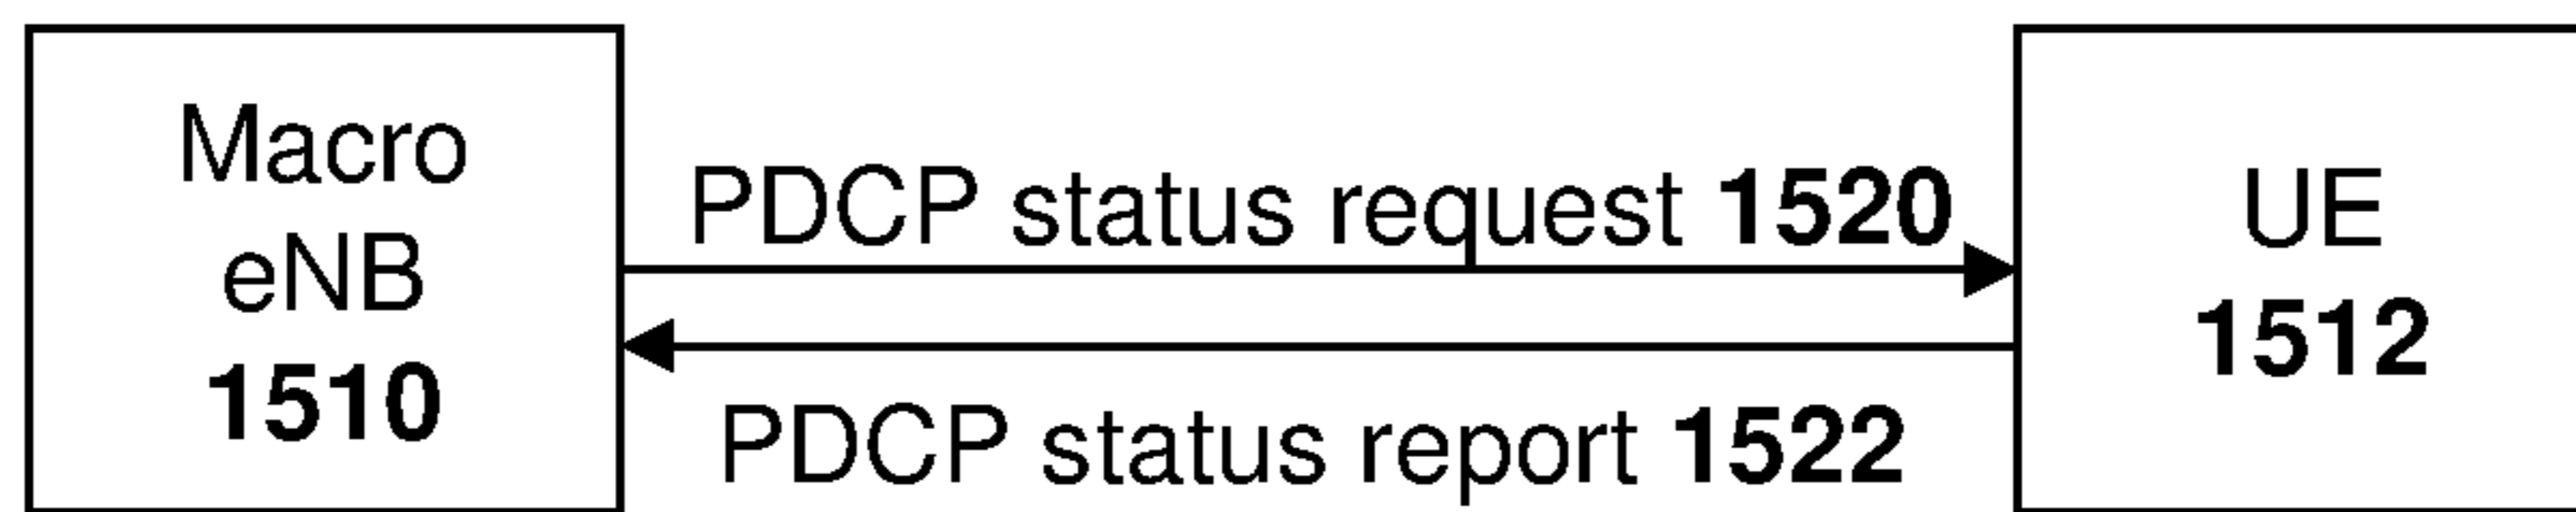 Macro
eNB
1510
PDCP status request 1520
PDCP status report 1522
UE
1512